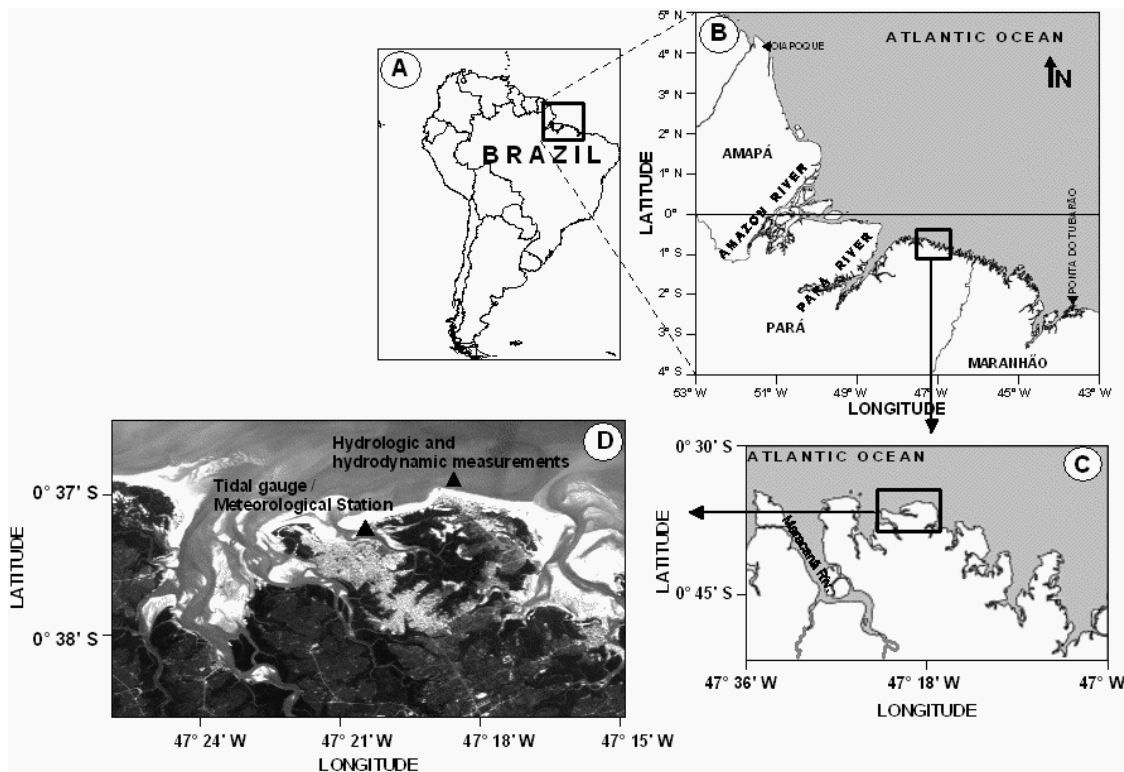 A
BRAZIL
B
ATLANTIC OCEAN
N
OIAPOQUE
AMAPÁ
AMAZON RIVER
PARÁ RIVER
PARÁ
MARANHÃO
PONTA DO TUBARÃO
LATITUDE
5° N
4° N
3° N
2° N
1° N
0°
1° S
2° S
3° S
4° S
53° W
51° W
49° W
47° W
45° W
43° W
LONGITUDE
C
ATLANTIC OCEAN
Maracanã River
LATITUDE
0° 30' S
0° 45' S
47° 36' W
47° 18' W
47° W
LONGITUDE
D
Hydrologic and
hydrodynamic measurements
Tidal gauge /
Meteorological Station
LATITUDE
0° 37' S
0° 38' S
47° 24' W
47° 21' W
47° 18' W
47° 15' W
LONGITUDE